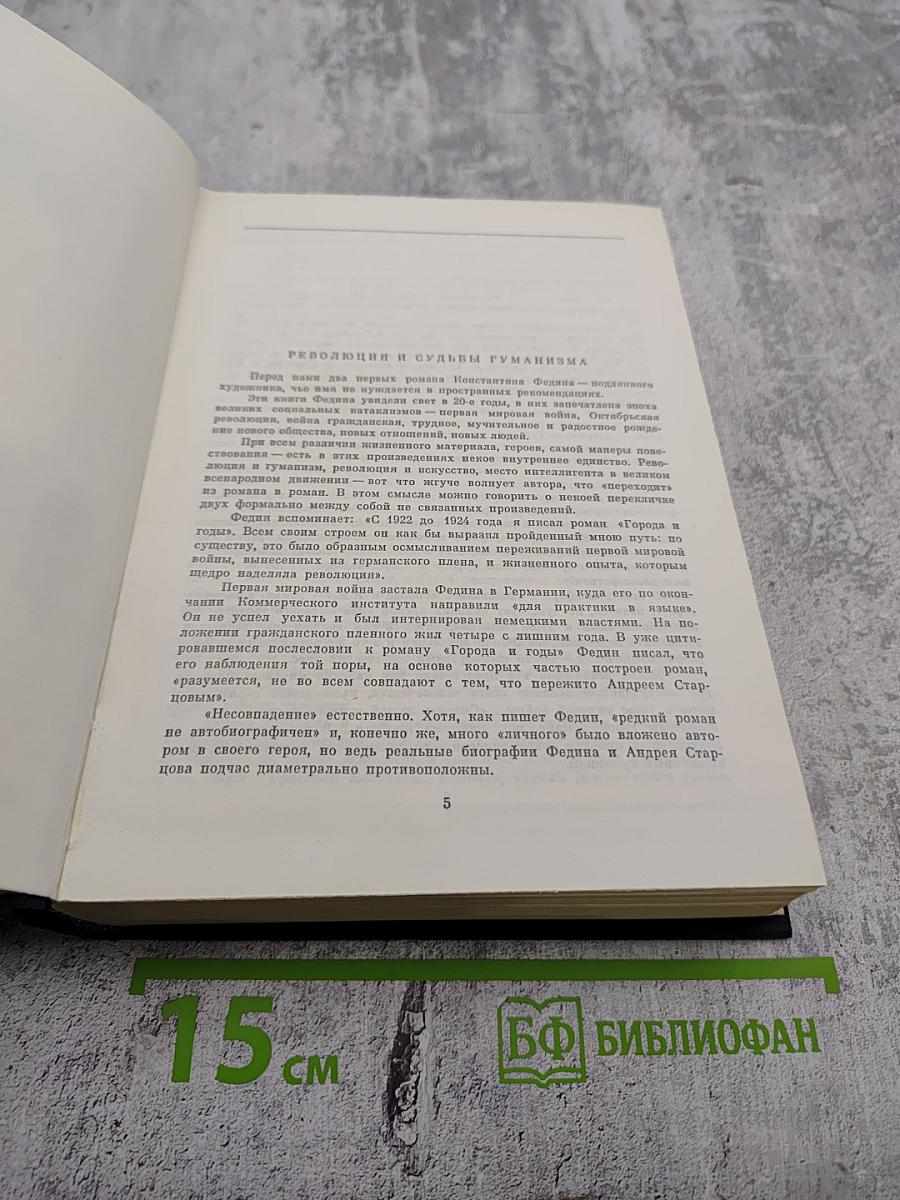 РЕВОЛЮЦИЯ И СУДЬБЫ ГУМАНИЗМА
Перед нами два первых романа Константина Федина — подлинного
художника, чье имя не нуждается в пространных рекомендациях.
Эти книги Федина увидели свет в 20-е годы, в них запечатлена эпоха
великих социальных катаклизмов — первая мировая война, Октябрьская
революция, война гражданская, трудное, мучительное и радостное рожде-
ние нового общества, новых отношений, новых людей.
При всем различии жизненного материала, героев, самой манеры пове-
ствования — есть в этих произведениях некое внутреннее единство. Рево-
люция и гуманизм, революция и искусство, место интеллигента в великом
всенародном движении — вот что жгуче волнует автора, что «переходит»
из романа в роман. В этом смысле можно говорить о некоей перекличке
двух формально между собой не связанных произведений.
Федин вспоминает: «С 1922 до 1924 года я писал роман «Города и
годы». Всем своим строем он как бы выразил пройденный мною путь: по
существу, это было образным осмысливанием переживаний первой мировой
войны, вынесенных из германского плена, и жизненного опыта, которым
щедро наделяла революция».
Первая мировая война застала Федина в Германии, куда его по окон-
чании Коммерческого института направили «для практики в языке».
Он не успел уехать и был интернирован немецкими властями. На по-
ложении гражданского пленного жил четыре с лишним года. В уже цити-
ровавшемся послесловии к роману «Города и годы» Федин писал, что
его наблюдения той поры, на основе которых частью построен роман,
«разумеется, не во всем совпадают с тем, что пережито Андреем Стар-
цовым».
«Несовпадение» естественно. Хотя, как пишет Федин, «редкий роман
не автобиографичен» и, конечно же, много «личного» было вложено авто-
ром в своего героя, но ведь реальные биографии Федина и Андрея Стар-
цова подчас диаметрально противоположны.
5
15 см
БФ БИБЛИОФАН